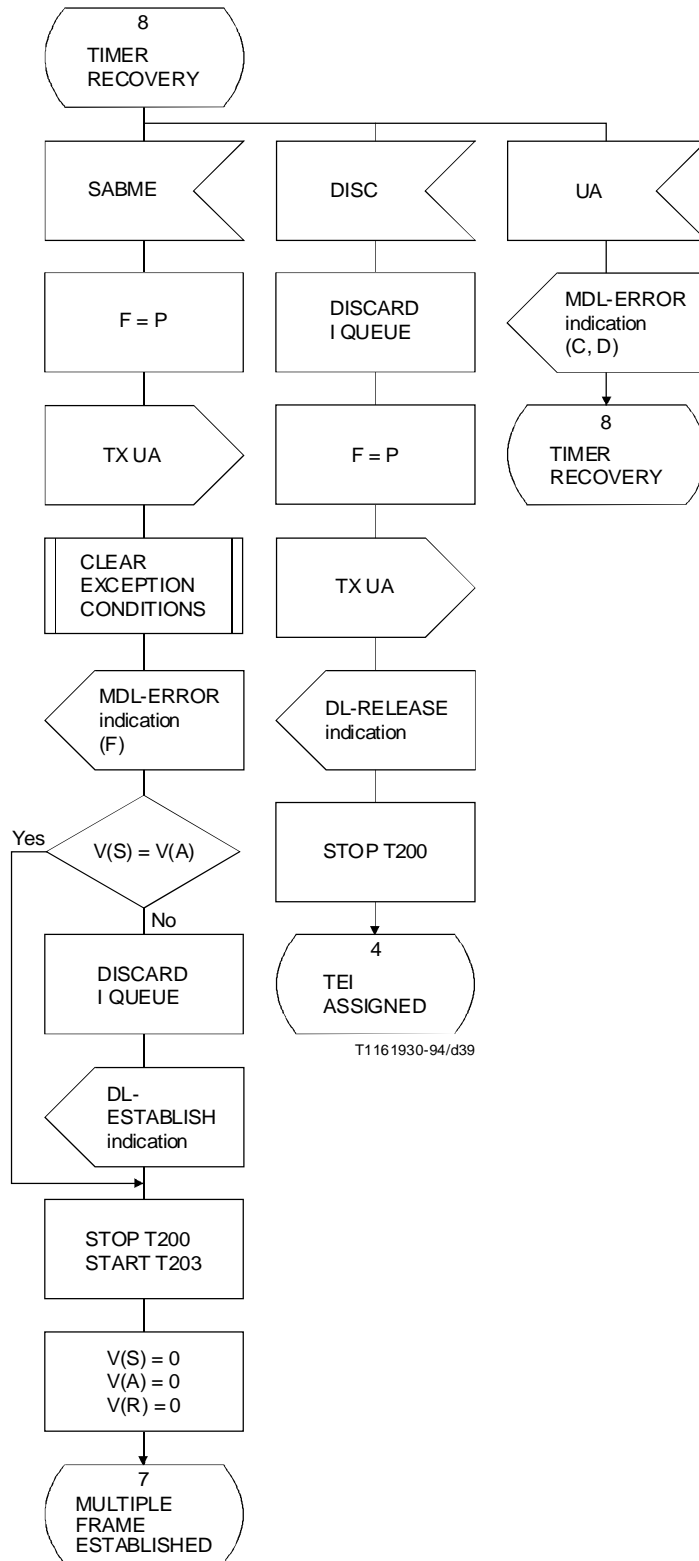 8
TIMER
RECOVERY
SABME
DISC
UA
F = P
DISCARD
I QUEUE
MDL-ERROR
indication
(C, D)
TX UA
F = P
8
TIMER
RECOVERY
CLEAR
EXCEPTION
CONDITIONS
TX UA
MDL-ERROR
indication
(F)
DL-RELEASE
indication
Yes
V(S) = V(A)
No
STOP T200
DISCARD
I QUEUE
4
TEI
ASSIGNED
T1161930-94/d39
DL-
ESTABLISH
indication
STOP T200
START T203
V(S) = 0
V(A) = 0
V(R) = 0
7
MULTIPLE
FRAME
ESTABLISHED